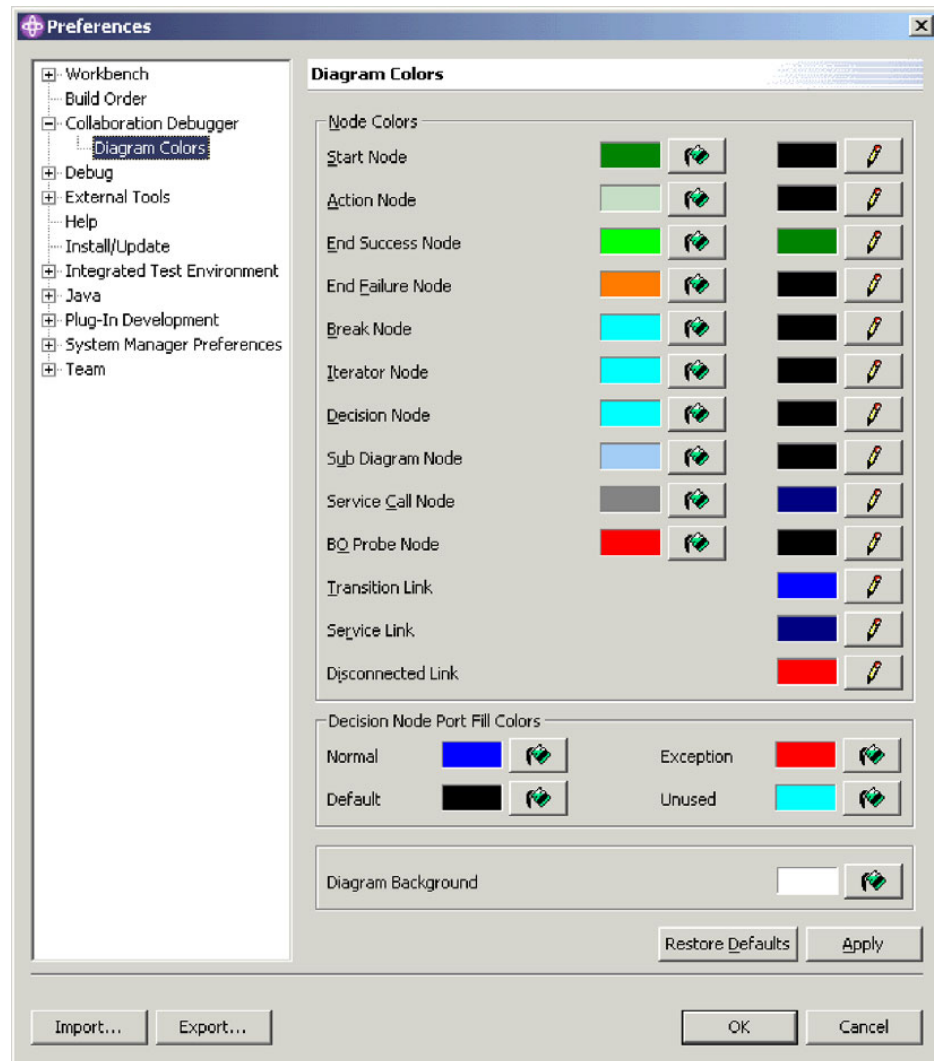 Preferences
Workbench
Build Order
Collaboration Debugger
Diagram Colors
Debug
External Tools
Help
Install/Update
Integrated Test Environment
Java
Plug-In Development
System Manager Preferences
Team
Diagram Colors
Node Colors
Start Node
Action Node
End Success Node
End Failure Node
Break Node
Iterator Node
Decision Node
Sub Diagram Node
Service Call Node
BO Probe Node
Transition Link
Service Link
Disconnected Link
Decision Node Port Fill Colors
Normal Exception
Default Unused
Diagram Background
Restore Defaults Apply
Import... Export... OK Cancel